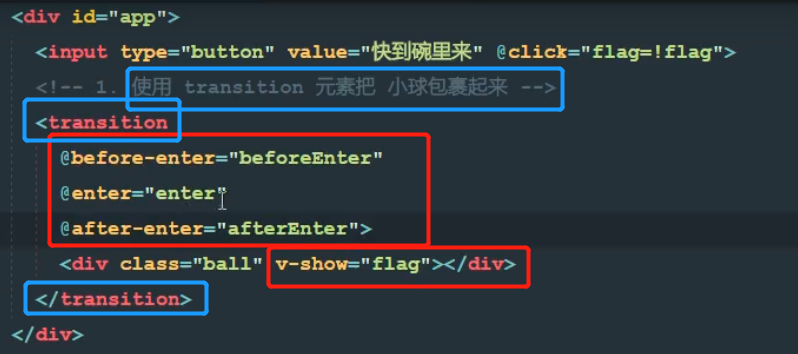 <div id="app">
<input type="button" value="快到碗里来" @click="flag=!flag">
<!-- 1. 使用 transition 元素把 小球包裹起来 -->
<transition
@before-enter="beforeEnter"
@enter="enter"
@after-enter="afterEnter">
<div class="ball" v-show="flag"></div>
</transition>
</div>